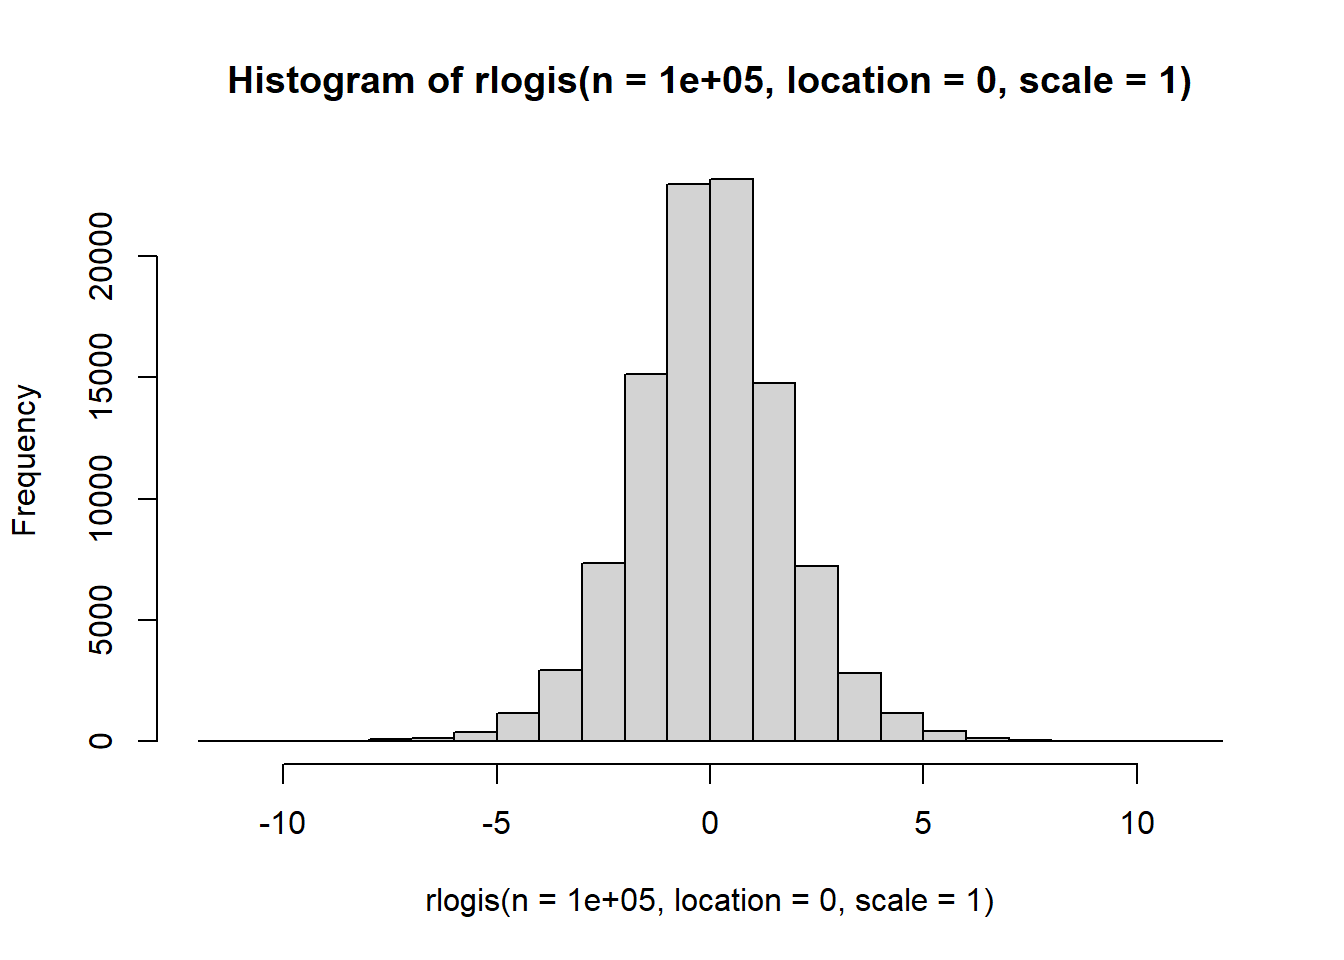 Histogram of rlogis(n = 1e+05, location = 0, scale = 1)
Frequency
20000
15000
10000
5000
0
-10 -5 0 5 10
rlogis(n = 1e+05, location = 0, scale = 1)